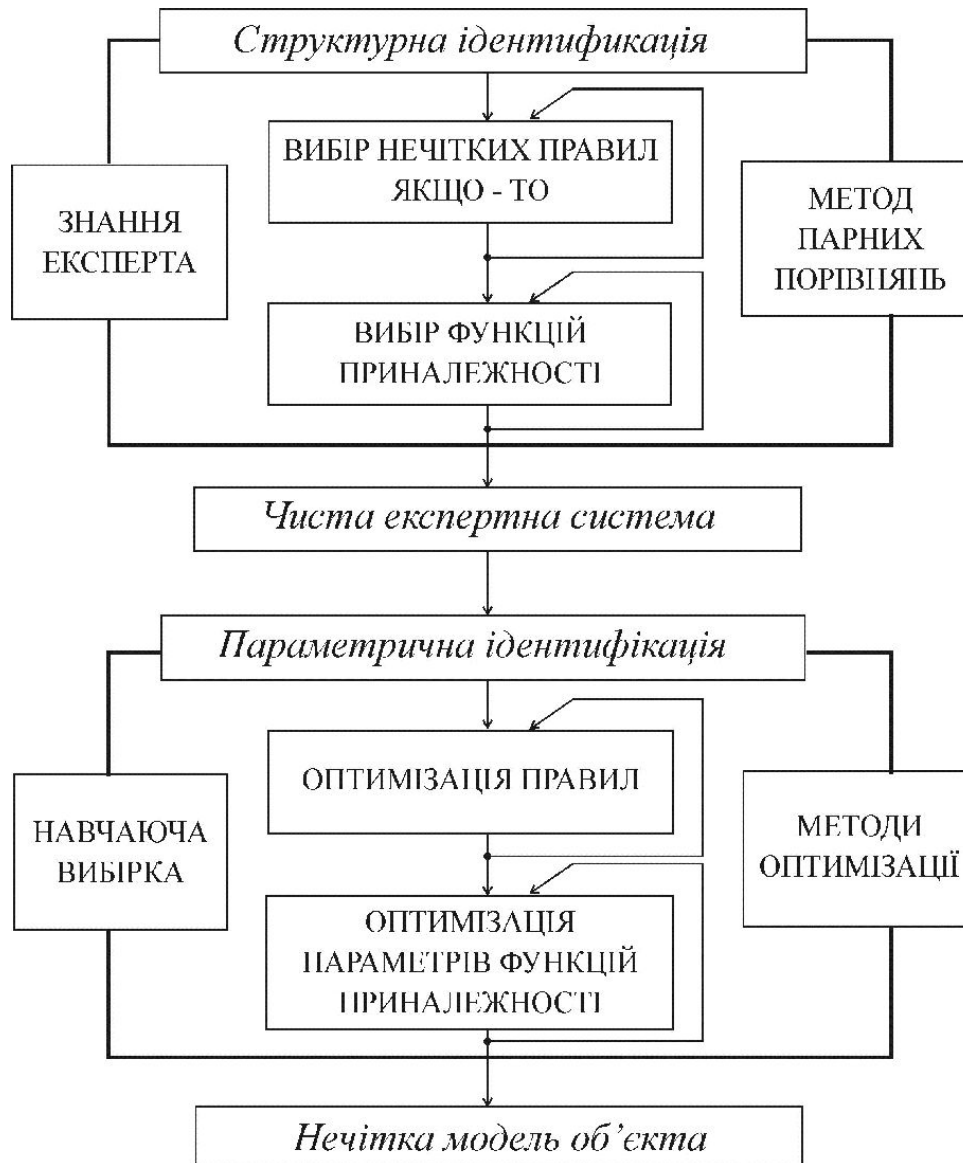 Структурна ідентификація
ВИБІР НЕЧІТКИХ ПРАВИЛ
ЯКЩО - ТО
ЗНАННЯ
ЕКСПЕРТА
МЕТОД
ПАРНИХ
ПОРІВНЯНЬ
ВИБІР ФУНКЦІЙ
ПРИНАЛЕЖНОСТІ
Чиста експертна система
Параметрична ідентифікація
ОПТИМІЗАЦІЯ ПРАВИЛ
НАВЧАЮЧА
ВИБІРКА
МЕТОДИ
ОПТИМІЗАЦІЇ
ОПТИМІЗАЦІЯ
ПАРАМЕТРІВ ФУНКЦІЙ
ПРИНАЛЕЖНОСТІ
Нечітка модель об’єкта